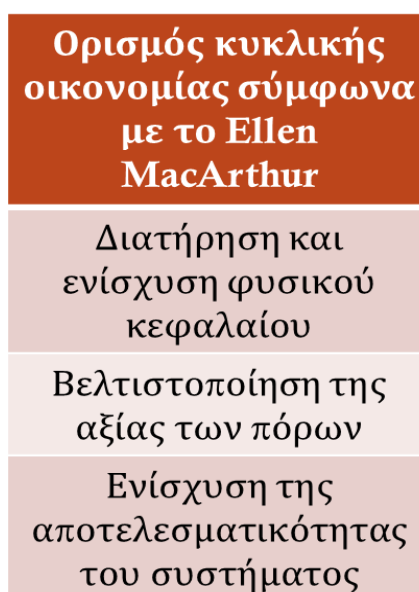 Ορισμός κυκλικής
οικονομίας σύμφωνα
με το Ellen
MacArthur
Διατήρηση και
ενίσχυση φυσικού
κεφαλαίου
Βελτιστοποίηση της
αξίας των πόρων
Ενίσχυση της
αποτελεσματικότητας
του συστήματος